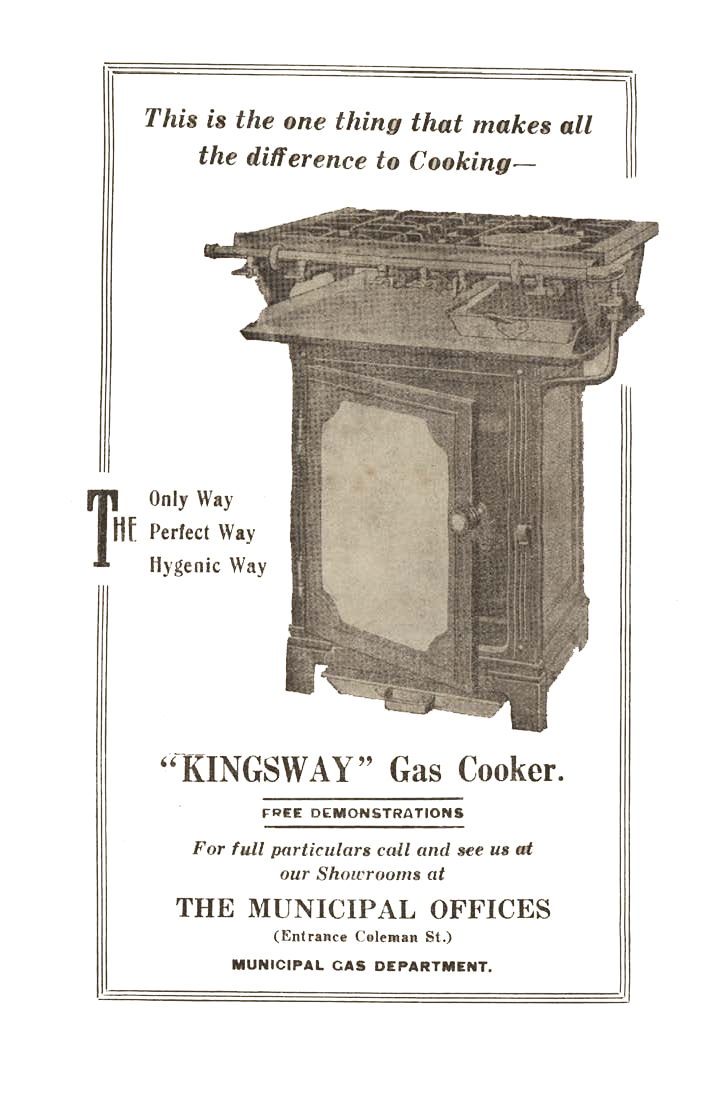 This is the one thing that makes all
the difference to Cooking—
THE
Only Way
Perfect Way
Hygenic Way
“KINGSWAY” Gas Cooker.
FREE DEMONSTRATIONS
For full particulars call and see us at
our Showrooms at
THE MUNICIPAL OFFICES
(Entrance Coleman St.)
MUNICIPAL GAS DEPARTMENT.